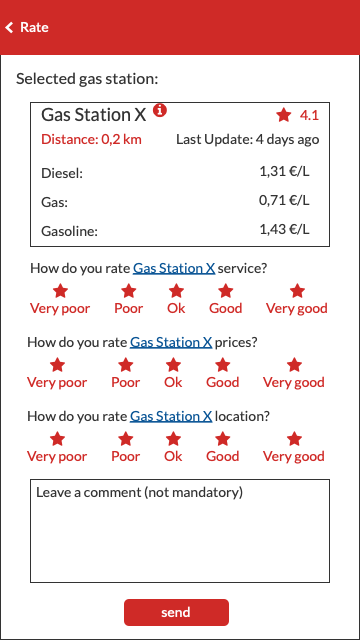 Rate
Selected gas station:
Gas Station X 4.1
Distance: 0,2 km Last Update: 4 days ago
Diesel: 1,31 €/L
Gas: 0,71 €/L
Gasoline: 1,43 €/L
How do you rate Gas Station X service?
Very poor Poor Ok Good Very good
How do you rate Gas Station X prices?
Very poor Poor Ok Good Very good
How do you rate Gas Station X location?
Very poor Poor Ok Good Very good
Leave a comment (not mandatory)
send